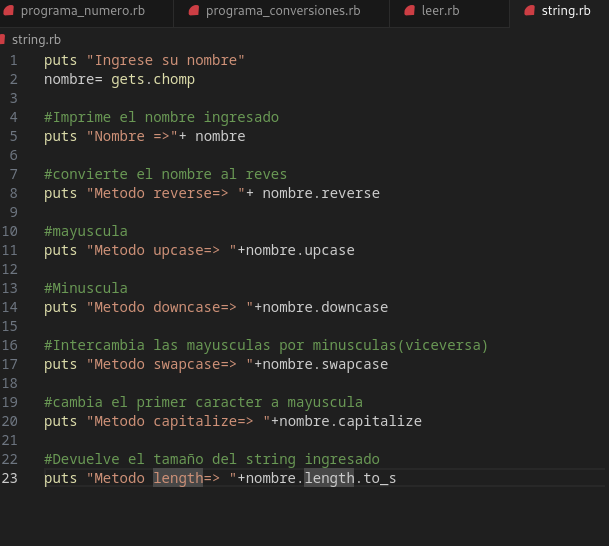 programa_numero.rb programa_conversiones.rb leer.rb string.rb
string.rb
1 puts "Ingrese su nombre"
2 nombre= gets.chomp
3
4 #Imprime el nombre ingresado
5 puts "Nombre =>"+ nombre
6
7 #convierte el nombre al reves
8 puts "Metodo reverse=> "+ nombre.reverse
9
10 #mayuscula
11 puts "Metodo upcase=> "+nombre.upcase
12
13 #Minuscula
14 puts "Metodo downcase=> "+nombre.downcase
15
16 #Intercambia las mayusculas por minusculas(viceversa)
17 puts "Metodo swapcase=> "+nombre.swapcase
18
19 #cambia el primer caracter a mayuscula
20 puts "Metodo capitalize=> "+nombre.capitalize
21
22 #Devuelve el tamaño del string ingresado
23 puts "Metodo length=> "+nombre.length.to_s